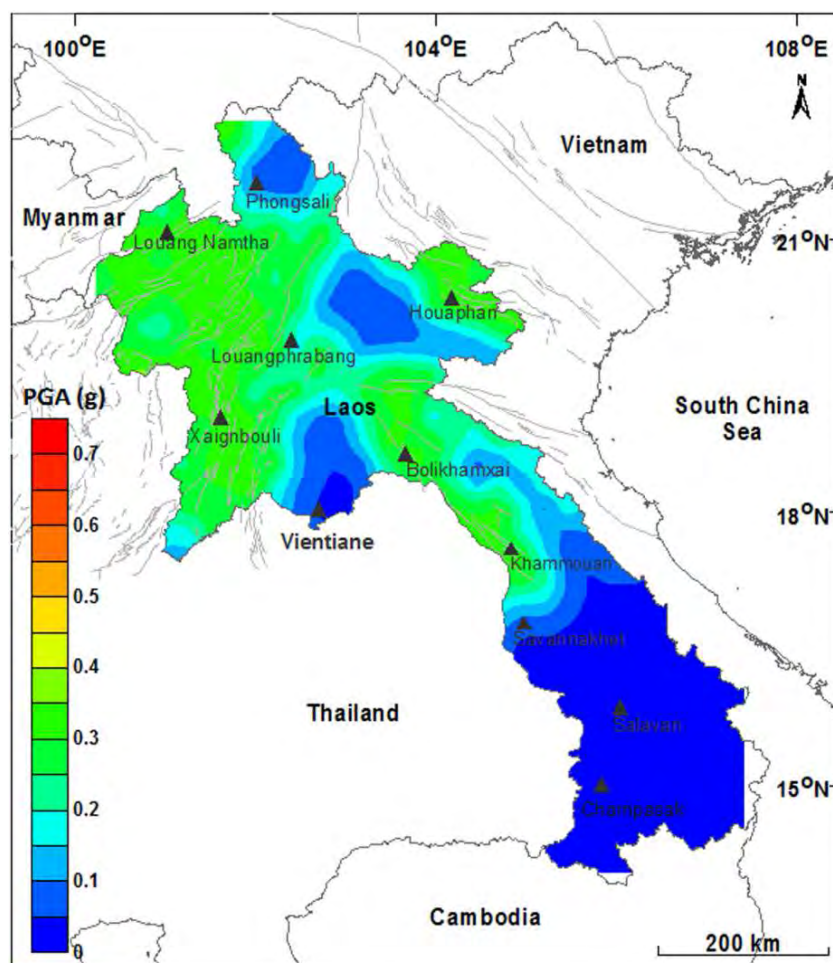 100°E
104°E
108°E
N
Vietnam
Myanmar
Phongsali
Louang Namtha
21°N
Houaphan
Louangphrabang
PGA (g)
Laos
South China
Sea
Xaignbouli
0.7
Bolikhamxai
0.6
18°N
Vientiane
0.5
Khammouan
0.4
Savannakhet
Thailand
0.3
Salavan
0.2
15°N
Champasak
0.1
Cambodia
0
200 km